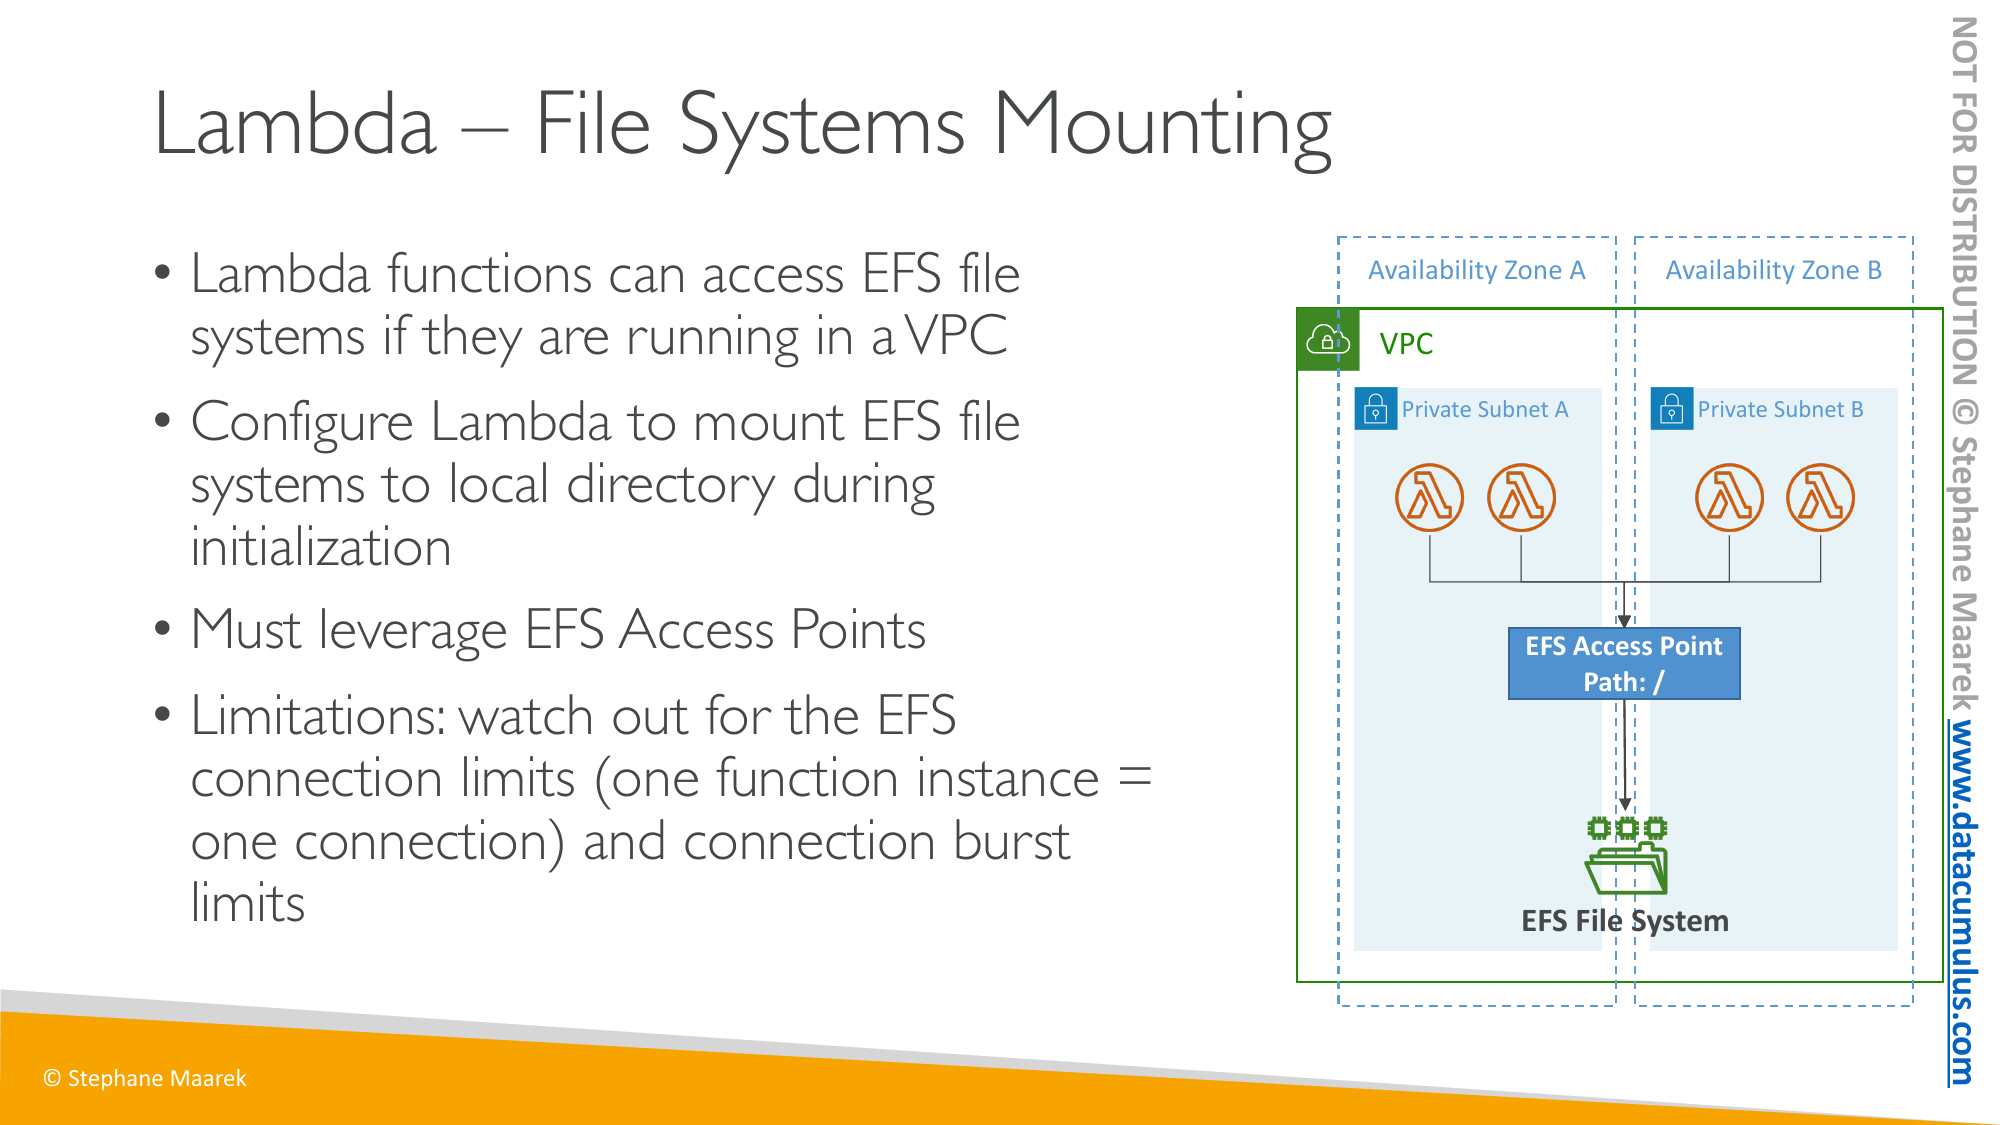 Lambda – File Systems Mounting
• Lambda functions can access EFS file
systems if they are running in a VPC
• Configure Lambda to mount EFS file
systems to local directory during
initialization
• Must leverage EFS Access Points
• Limitations: watch out for the EFS
connection limits (one function instance =
one connection) and connection burst
limits
Availability Zone A
Availability Zone B
VPC
Private Subnet A
Private Subnet B
EFS Access Point
Path: /
EFS File System
© Stephane Maarek
NOT FOR DISTRIBUTION © Stephane Maarek www.datacumulus.com